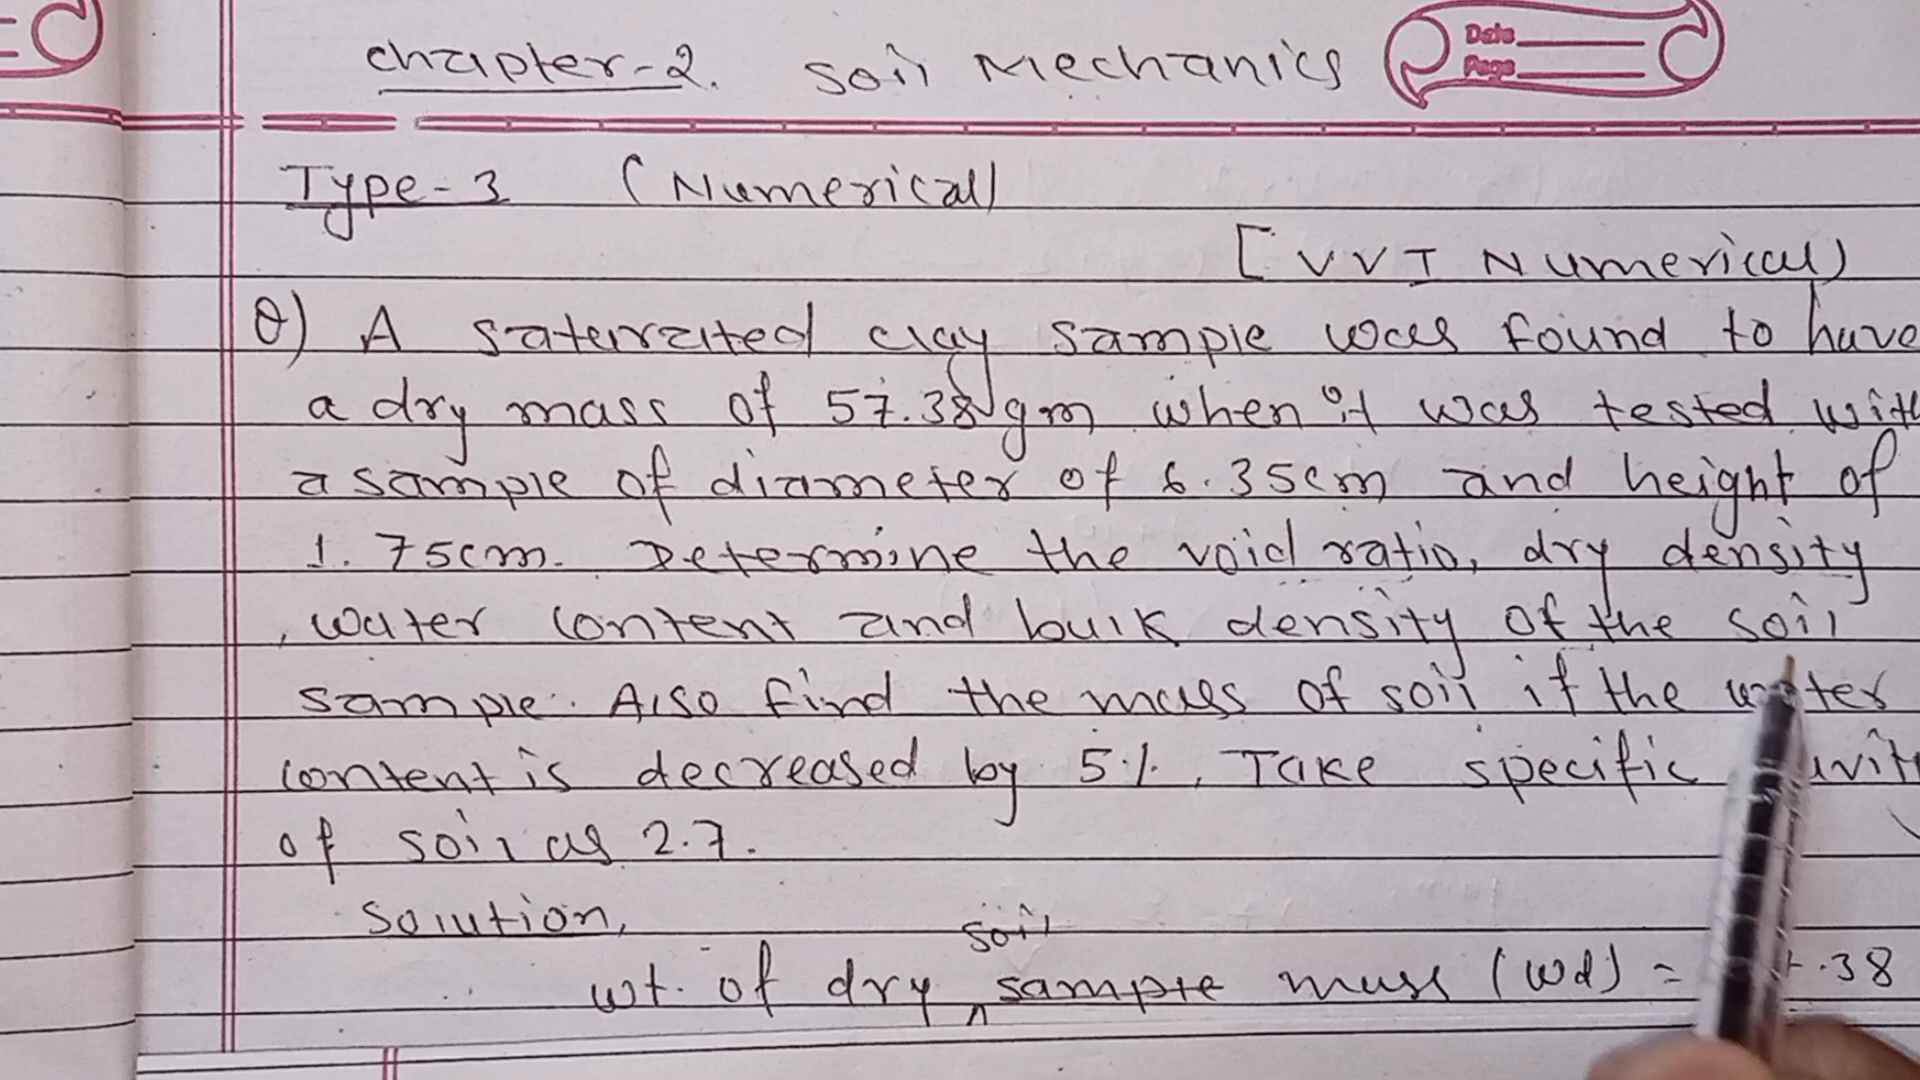 chapter-2. soil Mechanics
Date
Page
Type-3 (Numerical)
[VVI Numerical)
Q) A saterrated clay sample was found to have
a dry mass of 57.38 gm when it was tested with
a sample of diameter of 6.35cm and height of
1.75cm. Determine the void ratio, dry density
, water content and bulk density of the soil
sample. Also find the mass of soil if the water
content is decreased by 5%. Take specific
of soil as 2.7.
Solution,
soil
wt. of dry ^ sample mass (wd) = .38